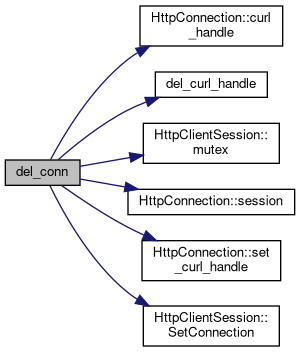 HttpConnection::curl
_handle
del_curl_handle
HttpClientSession::
mutex
del_conn
HttpConnection::session
HttpConnection::set
_curl_handle
HttpClientSession::
SetConnection